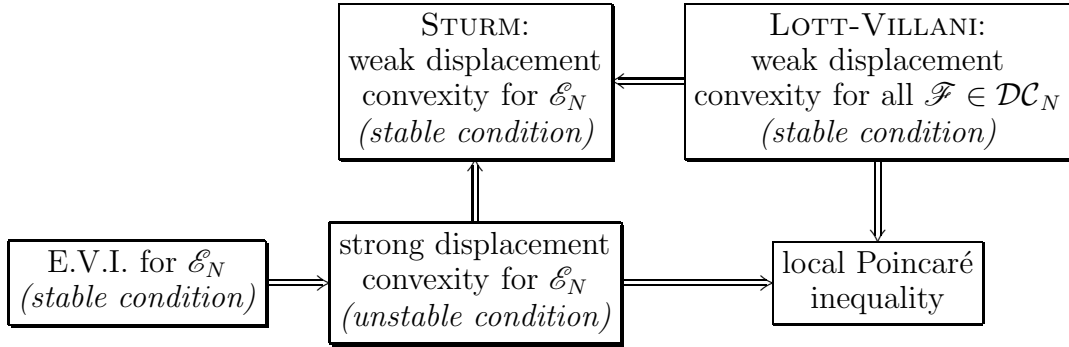 STURM:
weak displacement
convexity for ℰ_N
(stable condition)
LOTT-VILLANI:
weak displacement
convexity for all ℱ ∈ 𝒟𝒞_N
(stable condition)
E.V.I. for ℰ_N
(stable condition)
strong displacement
convexity for ℰ_N
(unstable condition)
local Poincaré
inequality